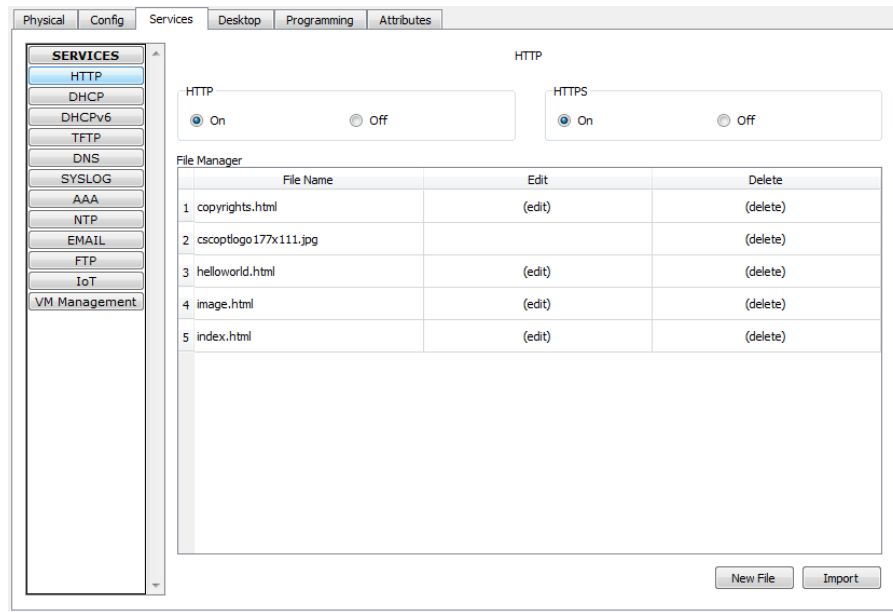 Physical Config Services Desktop Programming Attributes
SERVICES
HTTP
DHCP
DHCPv6
TFTP
DNS
SYSLOG
AAA
NTP
EMAIL
FTP
IoT
VM Management
HTTP
HTTP
On Off
HTTPS
On Off
File Manager
File Name Edit Delete
1 copyrights.html (edit) (delete)
2 cscoptlogo177x111.jpg (delete)
3 helloworld.html (edit) (delete)
4 image.html (edit) (delete)
5 index.html (edit) (delete)
New File Import